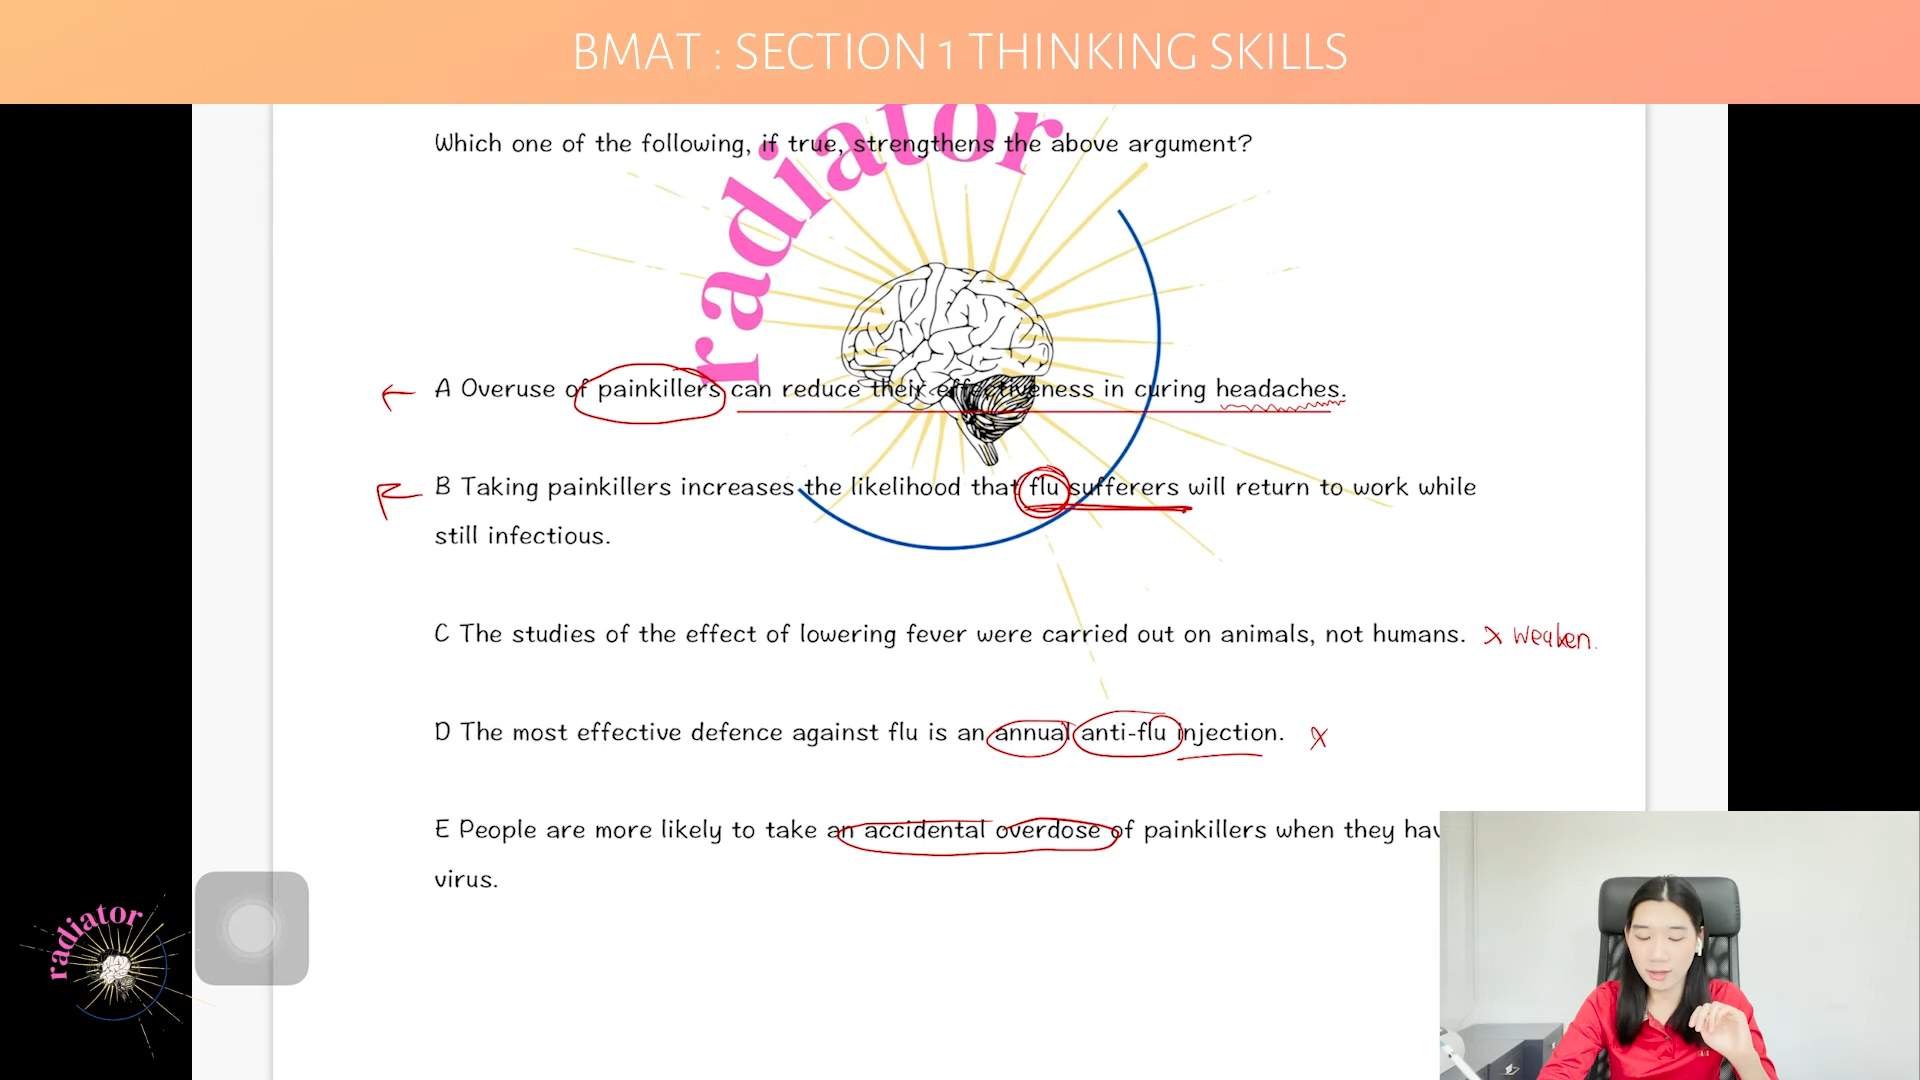 BMAT : SECTION 1 THINKING SKILLS
radiator
Which one of the following, if true, strengthens the above argument?
A Overuse of painkillers can reduce their effectiveness in curing headaches.
B Taking painkillers increases the likelihood that flu sufferers will return to work while
still infectious.
C The studies of the effect of lowering fever were carried out on animals, not humans. x weaken.
D The most effective defence against flu is an annual anti-flu injection. x
E People are more likely to take an accidental overdose of painkillers when they
virus.
radiator